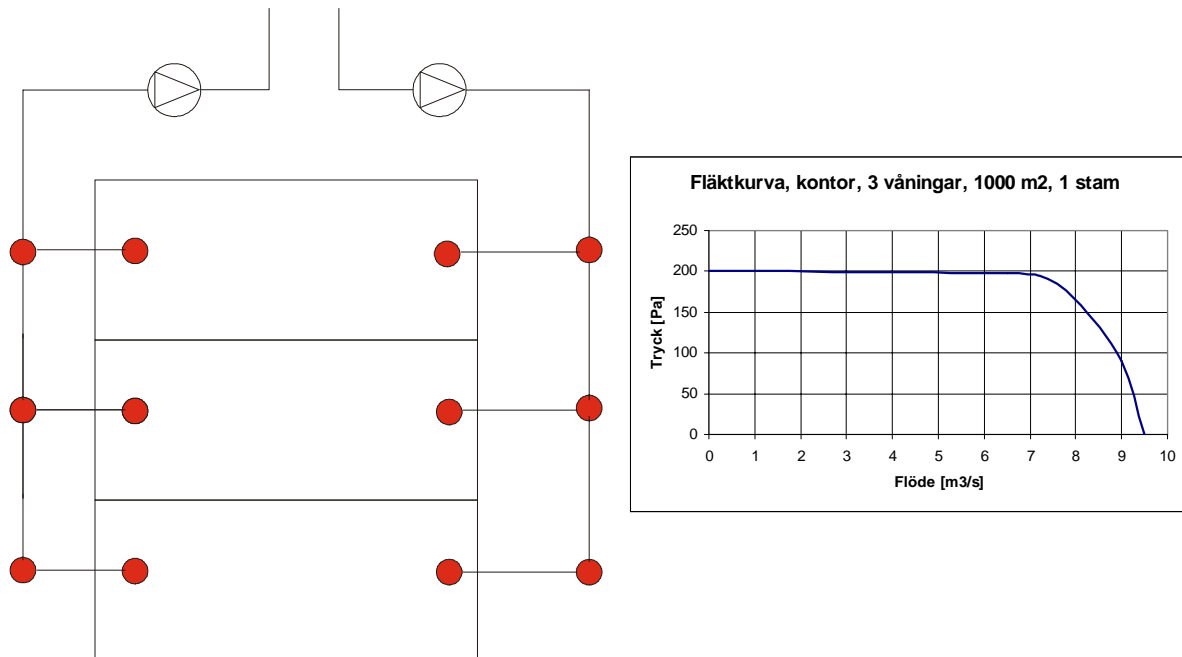 Fläktkurva, kontor, 3 våningar, 1000 m2, 1 stam
250
200
150
100
50
0
Tryck [Pa]
0 1 2 3 4 5 6 7 8 9 10
Flöde [m3/s]